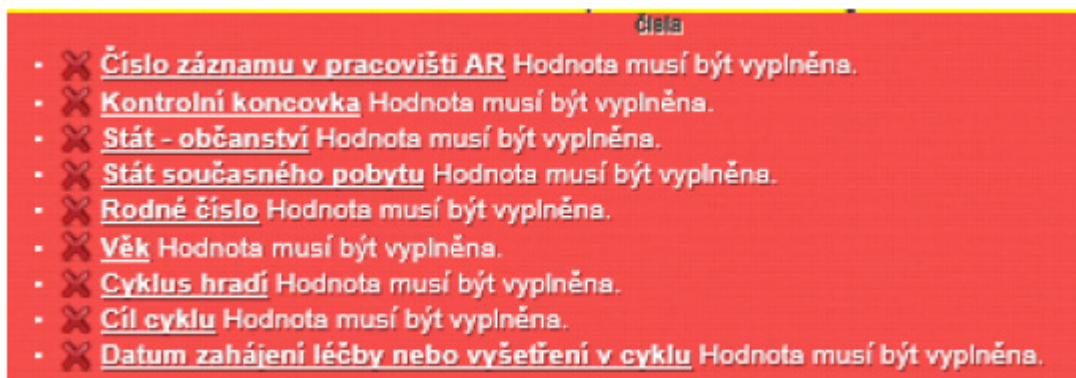 čísla
Číslo záznamu v pracovišti AR Hodnota musí být vyplněna.
Kontrolní koncovka Hodnota musí být vyplněna.
Stát - občanství Hodnota musí být vyplněna.
Stát současného pobytu Hodnota musí být vyplněna.
Rodné číslo Hodnota musí být vyplněna.
Věk Hodnota musí být vyplněna.
Cyklus hradí Hodnota musí být vyplněna.
Cíl cyklu Hodnota musí být vyplněna.
Datum zahájení léčby nebo vyšetření v cyklu Hodnota musí být vyplněna.